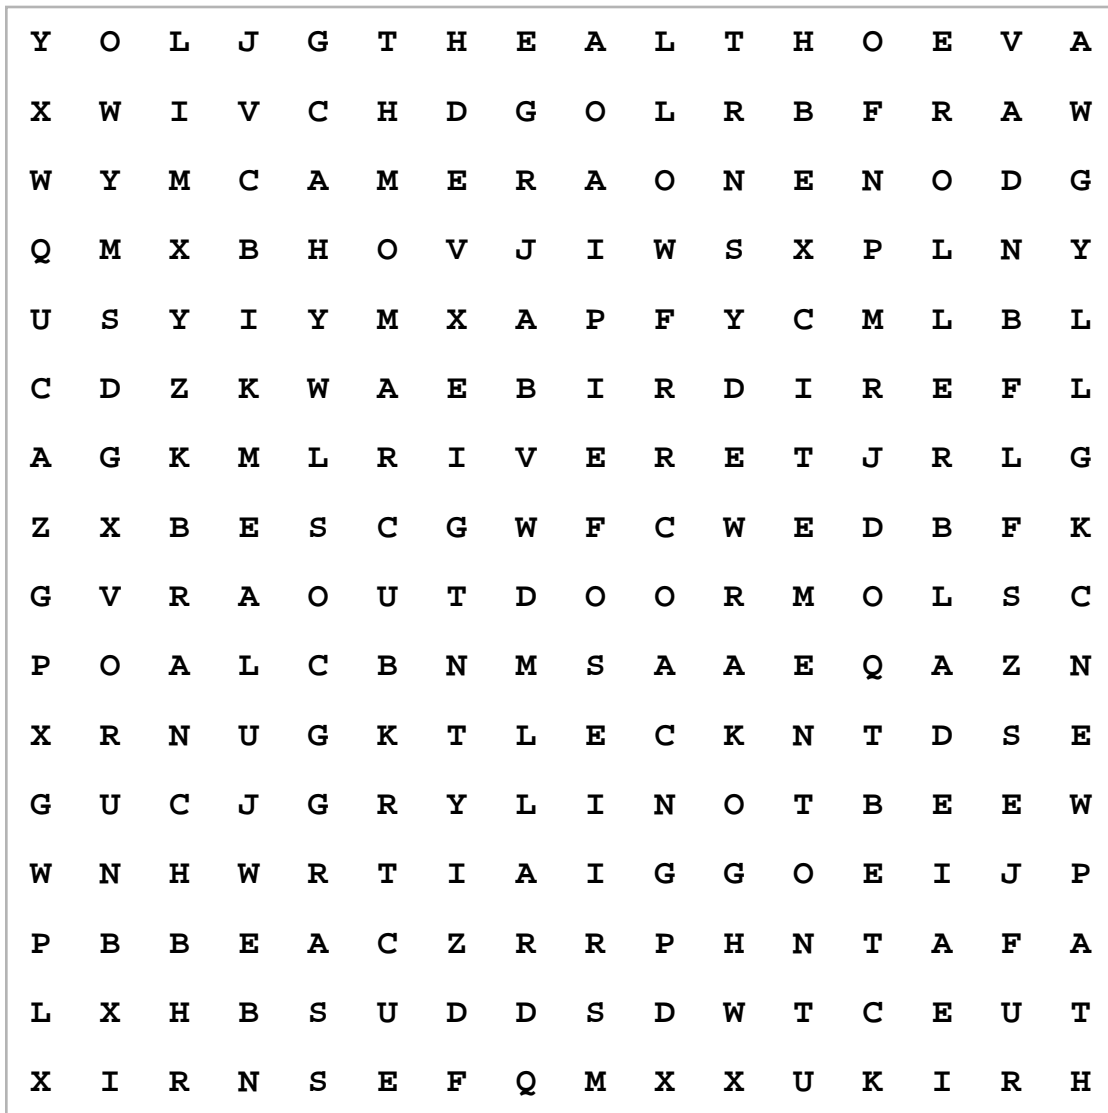 Y O L J G T H E A L T H O E V A
X W I V C H D G O L R B F R A W
W Y M C A M E R A O N E N O D G
Q M X B H O V J I W S X P L N Y
U S Y I Y M X A P F Y C M L B L
C D Z K W A E B I R D I R E F L
A G K M L R I V E R E T J R L G
Z X B E S C G W F C W E D B F K
G V R A O U T D O O R M O L S C
P O A L C B N M S A A E Q A Z N
X R N U G K T L E C K N T D S E
G U C J G R Y L I N O T B E E W
W N H W R T I A I G G O E I J P
P B B E A C Z R R P H N T A F A
L X H B S U D D S D W T C E U T
X I R N S E F Q M X X U K I R H